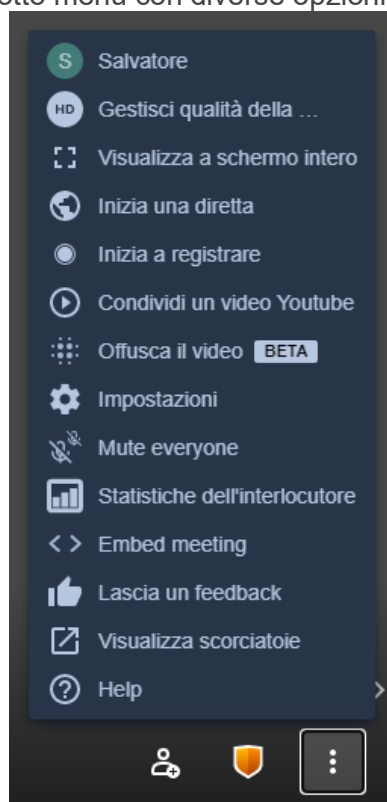 menu con diverse opzioni
S Salvatore
HD Gestisci qualità della ...
Visualizza a schermo intero
Inizia una diretta
Inizia a registrare
Condividi un video Youtube
Offusca il video BETA
Impostazioni
Mute everyone
Statistiche dell'interlocutore
Embed meeting
Lascia un feedback
Visualizza scorciatoie
Help